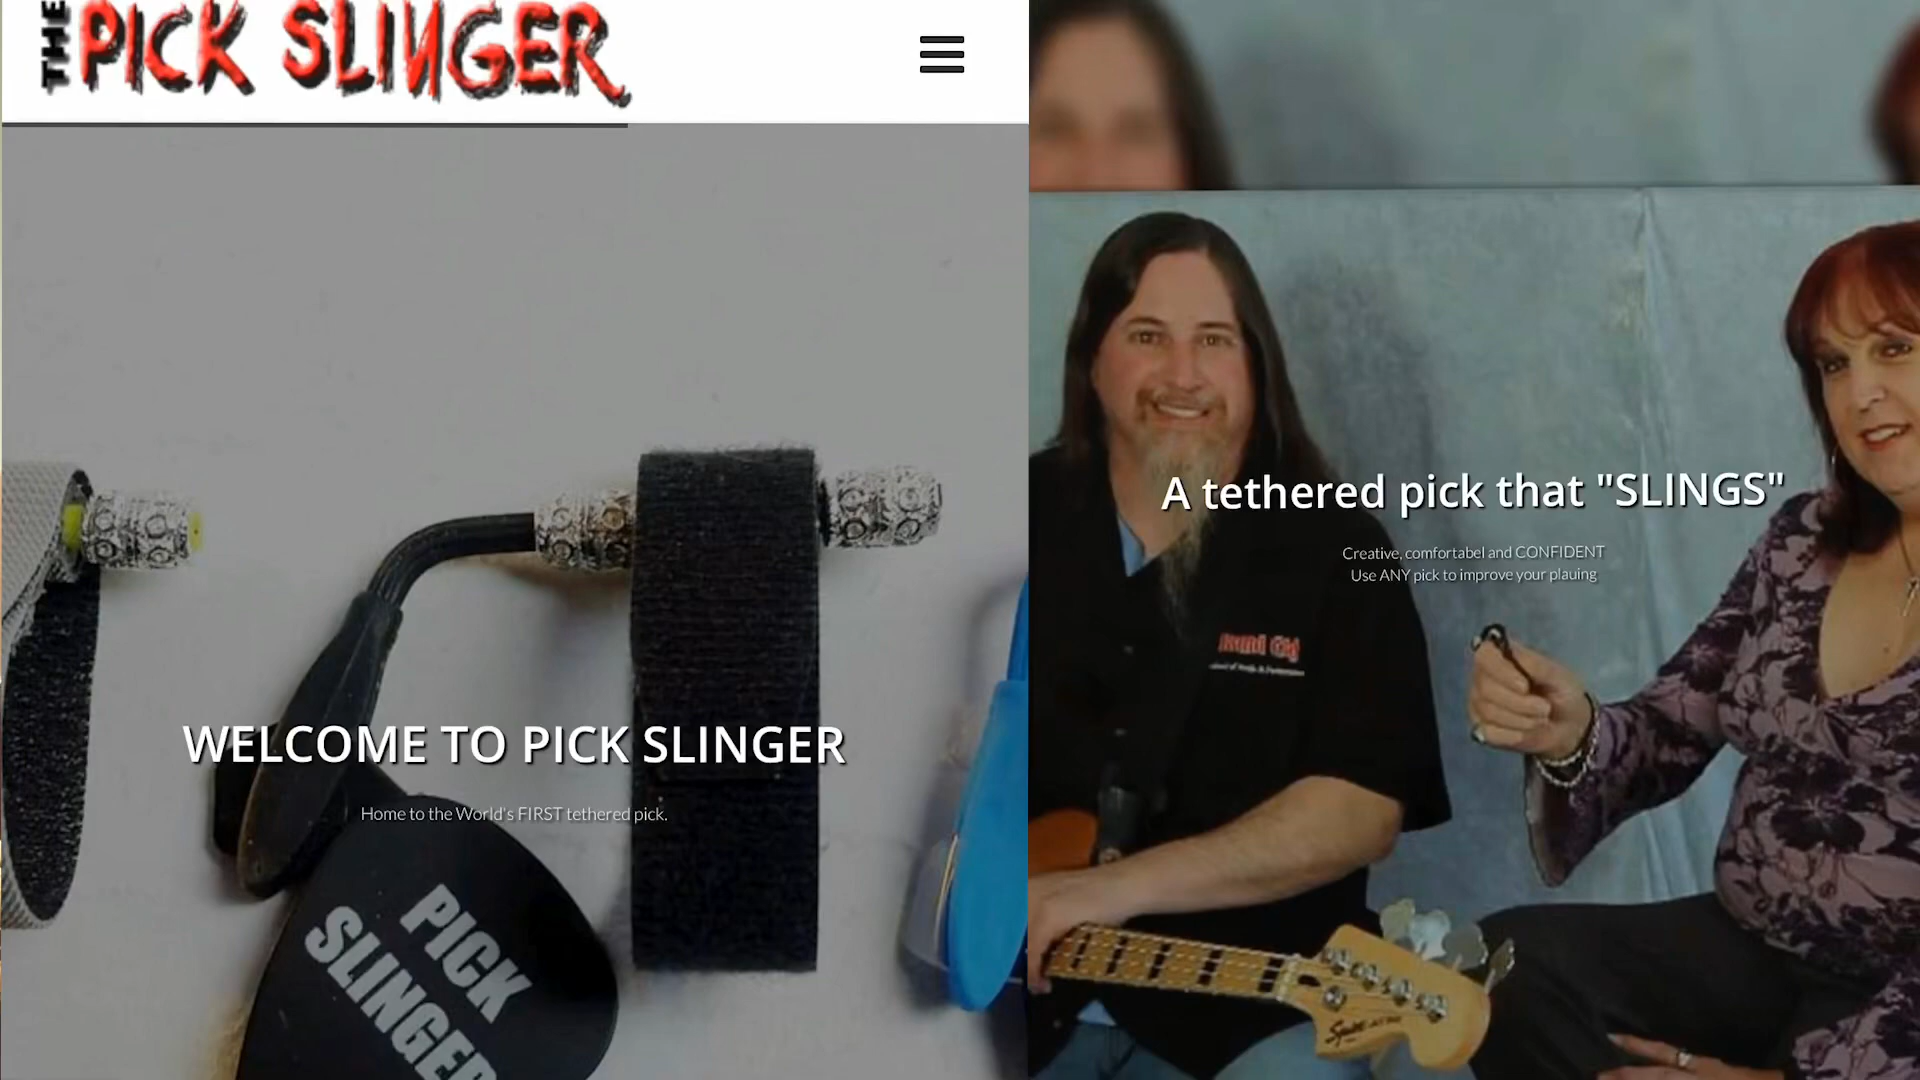 THE PICK SLINGER
WELCOME TO PICK SLINGER
Home to the World's FIRST tethered pick.
PICK
SLINGER
A tethered pick that "SLINGS"
Creative, comfortabel and CONFIDENT
Use ANY pick to improve your plauing